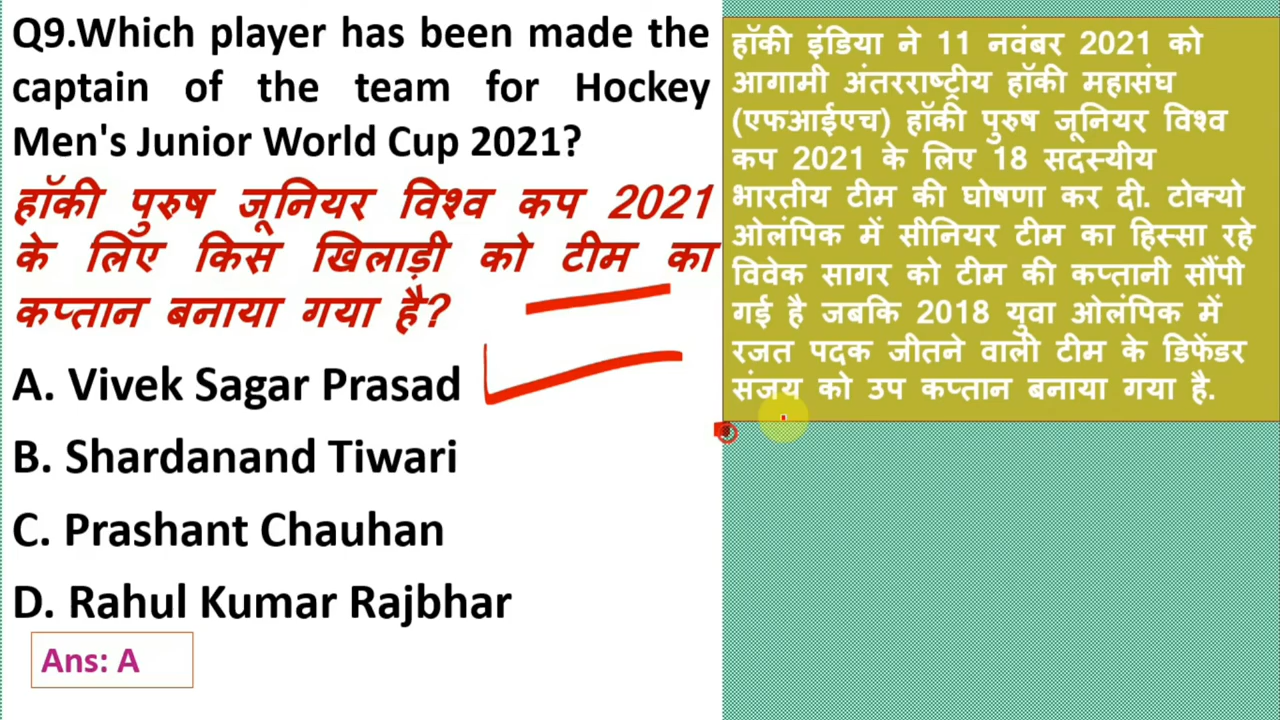 Q9.Which player has been made the
captain of the team for Hockey
Men's Junior World Cup 2021?
हॉकी पुरुष जूनियर विश्व कप 2021
के लिए किस खिलाड़ी को टीम का
कप्तान बनाया गया है?
A. Vivek Sagar Prasad
B. Shardanand Tiwari
C. Prashant Chauhan
D. Rahul Kumar Rajbhar
Ans: A
हॉकी इंडिया ने 11 नवंबर 2021 को
आगामी अंतरराष्ट्रीय हॉकी महासंघ
(एफआईएच) हॉकी पुरुष जूनियर विश्व
कप 2021 के लिए 18 सदस्यीय
भारतीय टीम की घोषणा कर दी. टोक्यो
ओलंपिक में सीनियर टीम का हिस्सा रहे
विवेक सागर को टीम की कप्तानी सौंपी
गई है जबकि 2018 युवा ओलंपिक में
रजत पदक जीतने वाली टीम के डिफेंडर
संजय को उप कप्तान बनाया गया है.